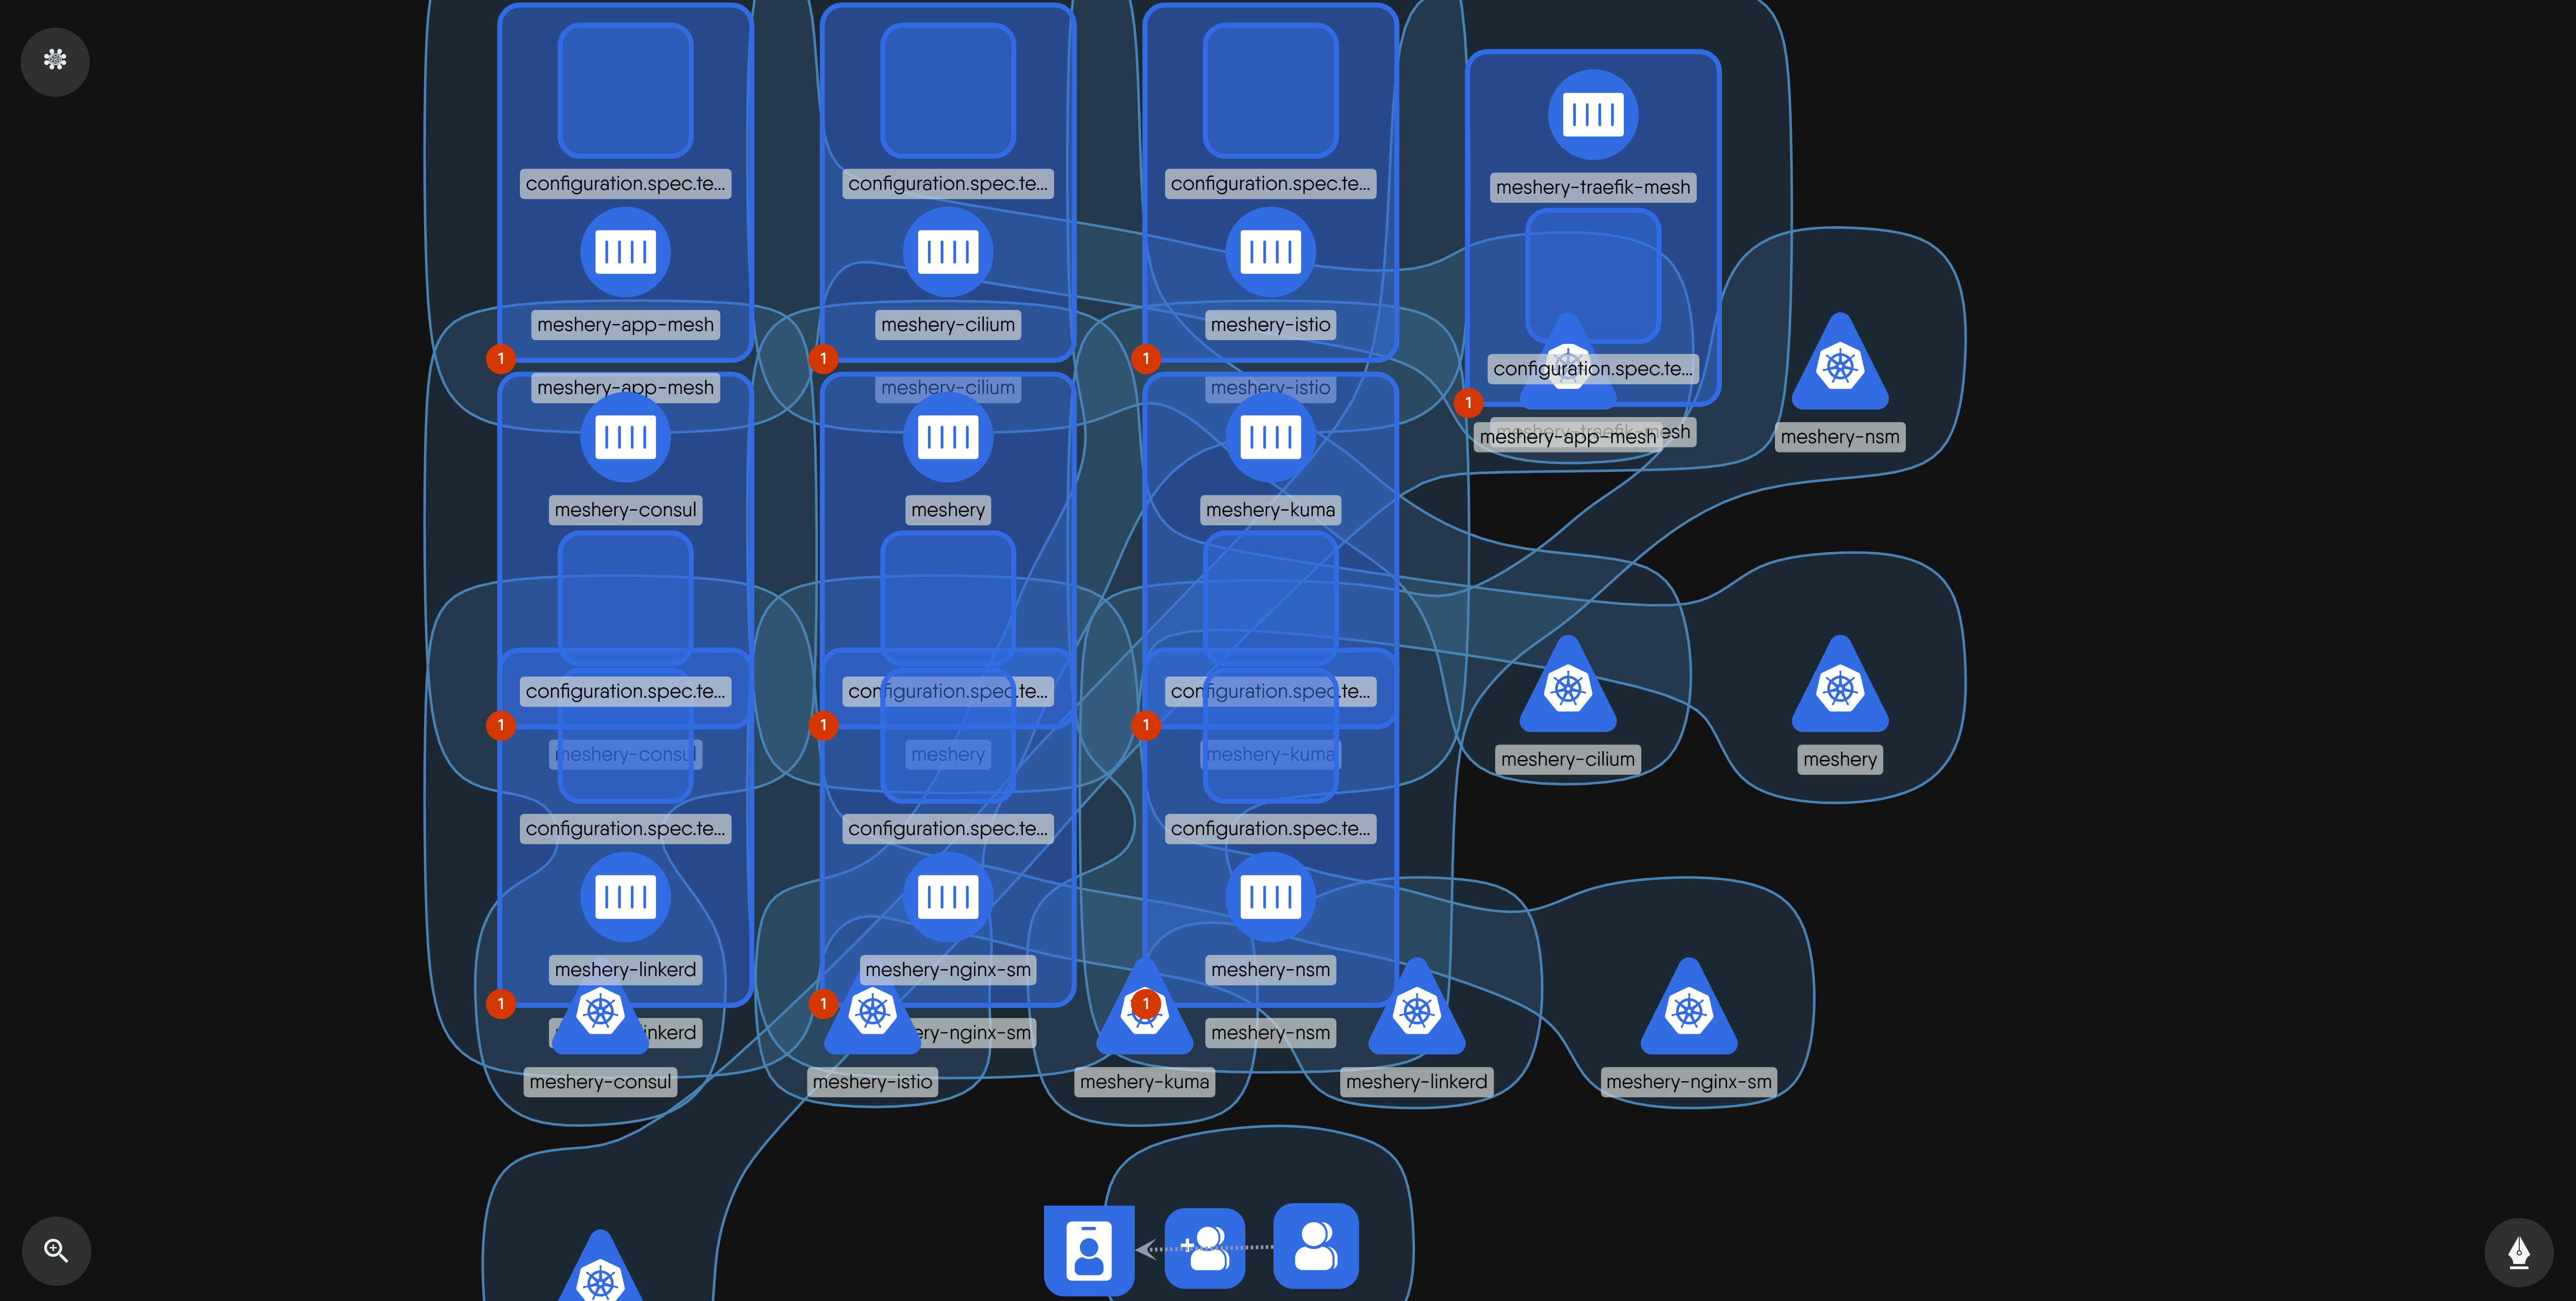 configuration.spec.te...
configuration.spec.te...
configuration.spec.te...
meshery-traefik-mesh
meshery-app-mesh
meshery-cilium
meshery-istio
configuration.spec.te...
1
1
1
meshery-app-mesh
meshery-cilium
meshery-istio
1
meshery-app-mesh
meshery-traefik-mesh
meshery-nsm
meshery-consul
meshery
meshery-kuma
configuration.spec.te...
configuration.spec.te...
configuration.spec.te...
1
1
1
meshery-consul
meshery
meshery-kuma
meshery-cilium
meshery
configuration.spec.te...
configuration.spec.te...
configuration.spec.te...
meshery-linkerd
meshery-nginx-sm
meshery-nsm
1
1
1
inkerd
ery-nginx-sm
meshery-nsm
meshery-consul
meshery-istio
meshery-kuma
meshery-linkerd
meshery-nginx-sm